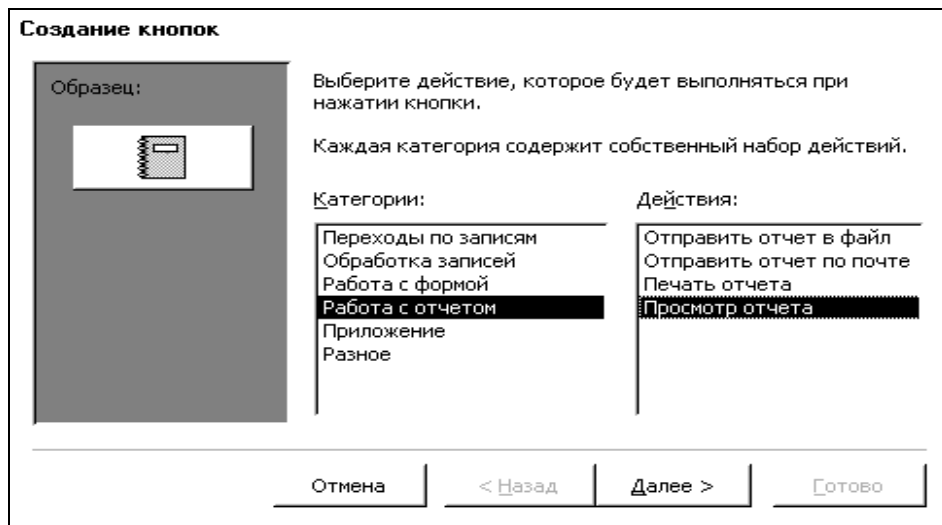 Создание кнопок
Образец:
Выберите действие, которое будет выполняться при
нажатии кнопки.
Каждая категория содержит собственный набор действий.
Категории:
Переходы по записям
Обработка записей
Работа с формой
Работа с отчетом
Приложение
Разное
Действия:
Отправить отчет в файл
Отправить отчет по почте
Печать отчета
Просмотр отчета
Отмена
< Назад
Далее >
Готово